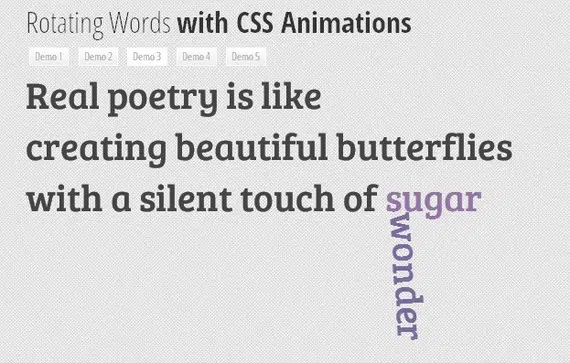 Rotating Words with CSS Animations
Demo 1 Demo 2 Demo 3 Demo 4 Demo 5
Real poetry is like
creating beautiful butterflies
with a silent touch of sugar
wonder